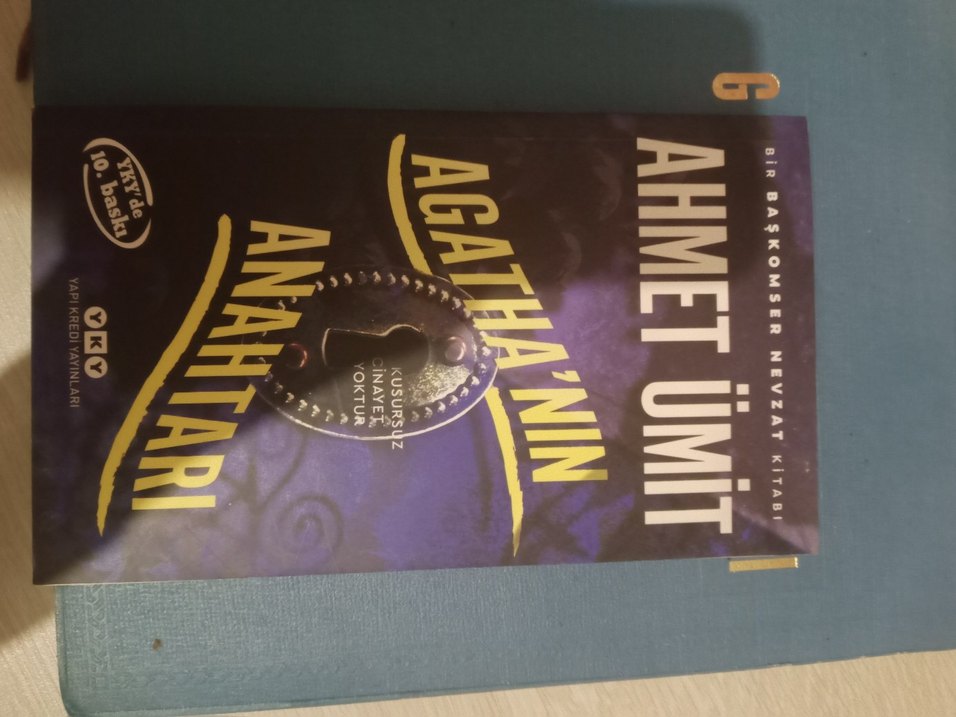 BİR BAŞKOMSER NEVZAT KİTABI
AHMET ÜMİT
AGATHA'NIN
KUSURSUZ
CİNAYET
YOKTUR
ANAHTARI
YKY'de
10. baskı
YKY
YAPI KREDİ YAYINLARI
G